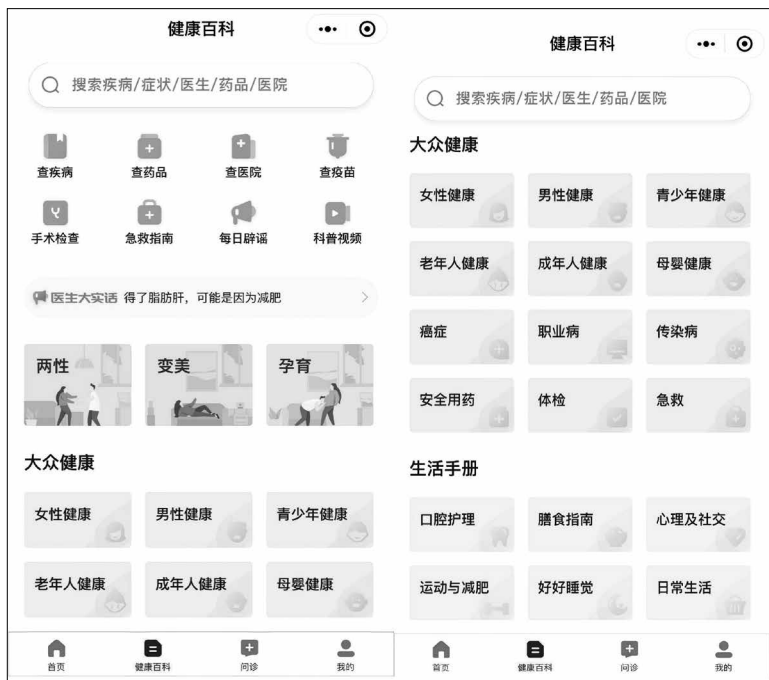 健康百科
搜索疾病/症状/医生/药品/医院
查疾病 查药品 查医院 查疫苗
手术检查 急救指南 每日辟谣 科普视频
医生大实话 得了脂肪肝，可能是因为减肥
两性 变美 孕育
大众健康
女性健康 男性健康 青少年健康
老年人健康 成年人健康 母婴健康
首页 健康百科 问诊 我的
健康百科
搜索疾病/症状/医生/药品/医院
大众健康
女性健康 男性健康 青少年健康
老年人健康 成年人健康 母婴健康
癌症 职业病 传染病
安全用药 体检 急救
生活手册
口腔护理 膳食指南 心理及社交
运动与减肥 好好睡觉 日常生活
首页 健康百科 问诊 我的